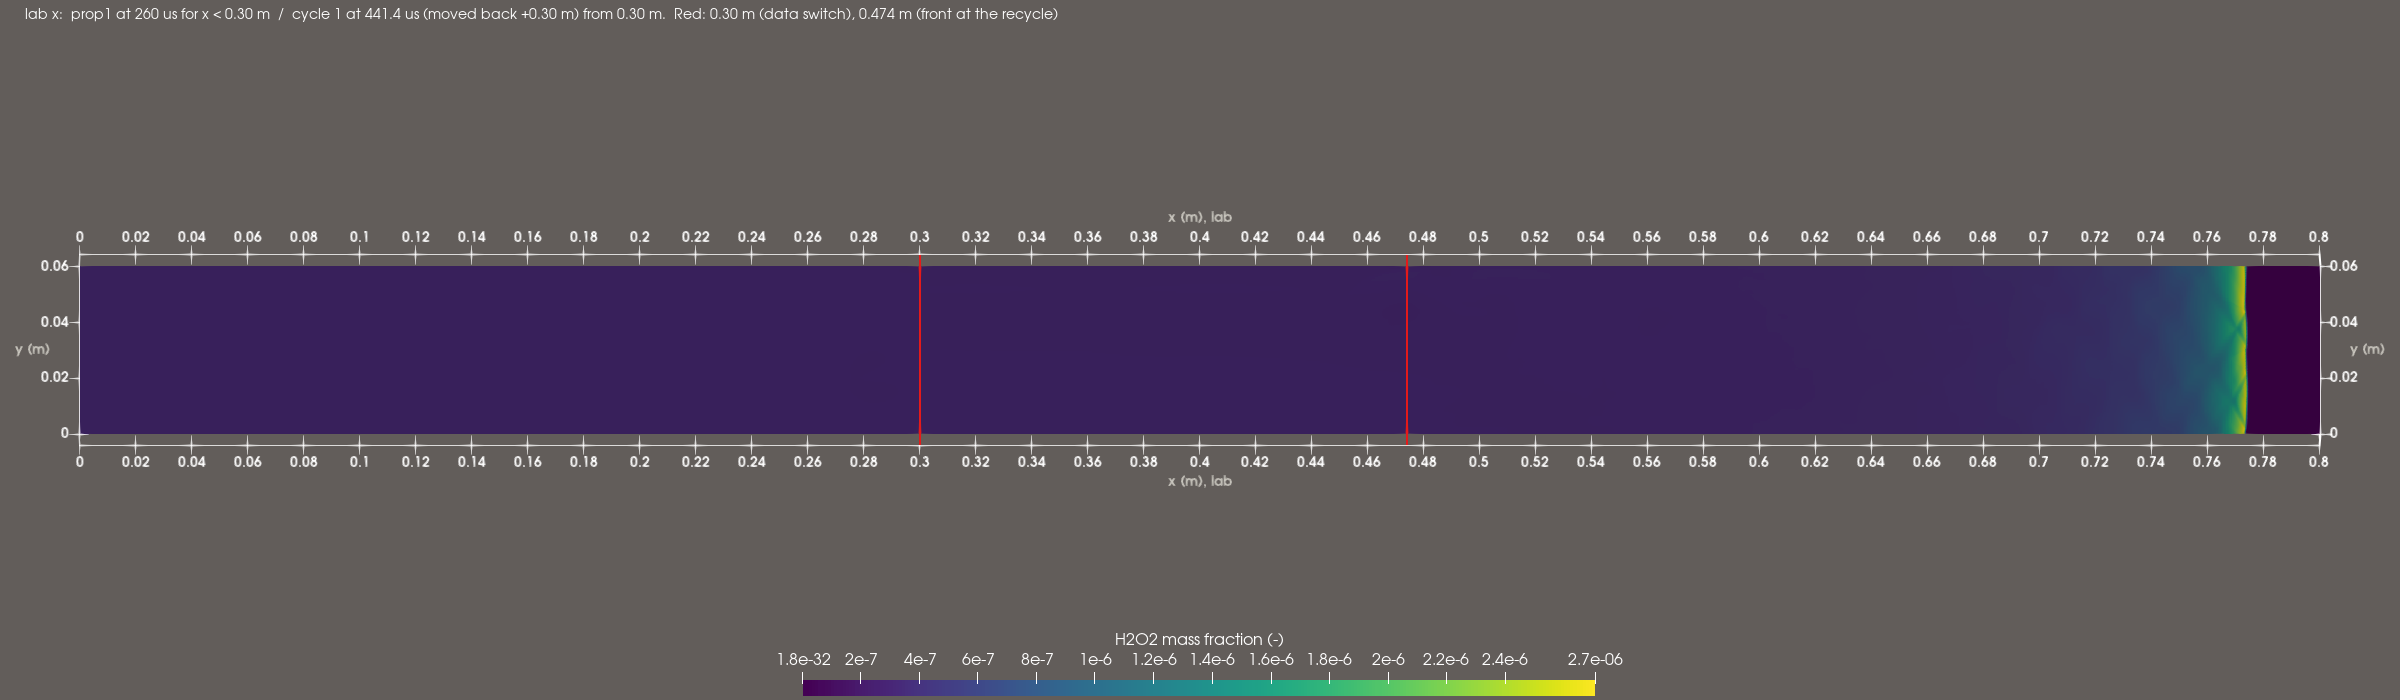 lab x:  prop1 at 260 us for x < 0.30 m  /  cycle 1 at 441.4 us (moved back +0.30 m) from 0.30 m.  Red: 0.30 m (data switch), 0.474 m (front at the recycle)
x (m), lab
0 0.02 0.04 0.06 0.08 0.1 0.12 0.14 0.16 0.18 0.2 0.22 0.24 0.26 0.28 0.3 0.32 0.34 0.36 0.38 0.4 0.42 0.44 0.46 0.48 0.5 0.52 0.54 0.56 0.58 0.6 0.62 0.64 0.66 0.68 0.7 0.72 0.74 0.76 0.78 0.8
0.06 0.06
0.04 0.04
y (m) y (m)
0.02 0.02
0 0
0 0.02 0.04 0.06 0.08 0.1 0.12 0.14 0.16 0.18 0.2 0.22 0.24 0.26 0.28 0.3 0.32 0.34 0.36 0.38 0.4 0.42 0.44 0.46 0.48 0.5 0.52 0.54 0.56 0.58 0.6 0.62 0.64 0.66 0.68 0.7 0.72 0.74 0.76 0.78 0.8
x (m), lab
H2O2 mass fraction (-)
1.8e-32 2e-7 4e-7 6e-7 8e-7 1e-6 1.2e-6 1.4e-6 1.6e-6 1.8e-6 2e-6 2.2e-6 2.4e-6 2.7e-06